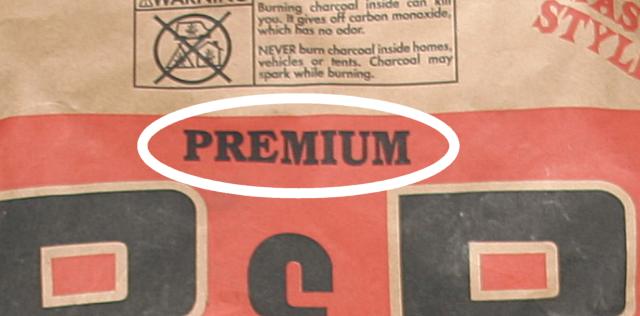 WARNING
Burning charcoal inside can kill
you. It gives off carbon monoxide,
which has no odor.
NEVER burn charcoal inside homes,
vehicles or tents. Charcoal may
spark while burning.
STYLE
PREMIUM